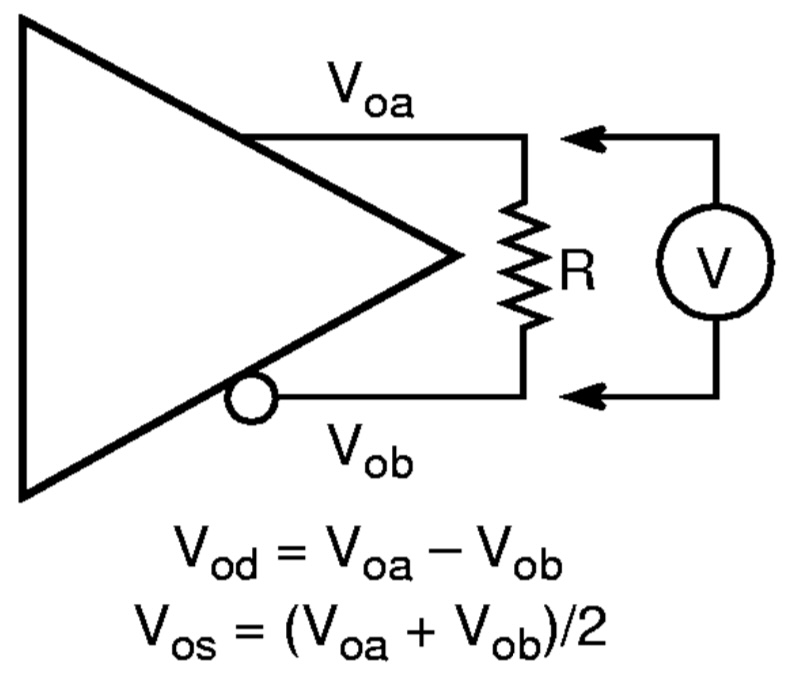 Voa
R
V
Vob
Vod = Voa – Vob
Vos = (Voa + Vob)/2